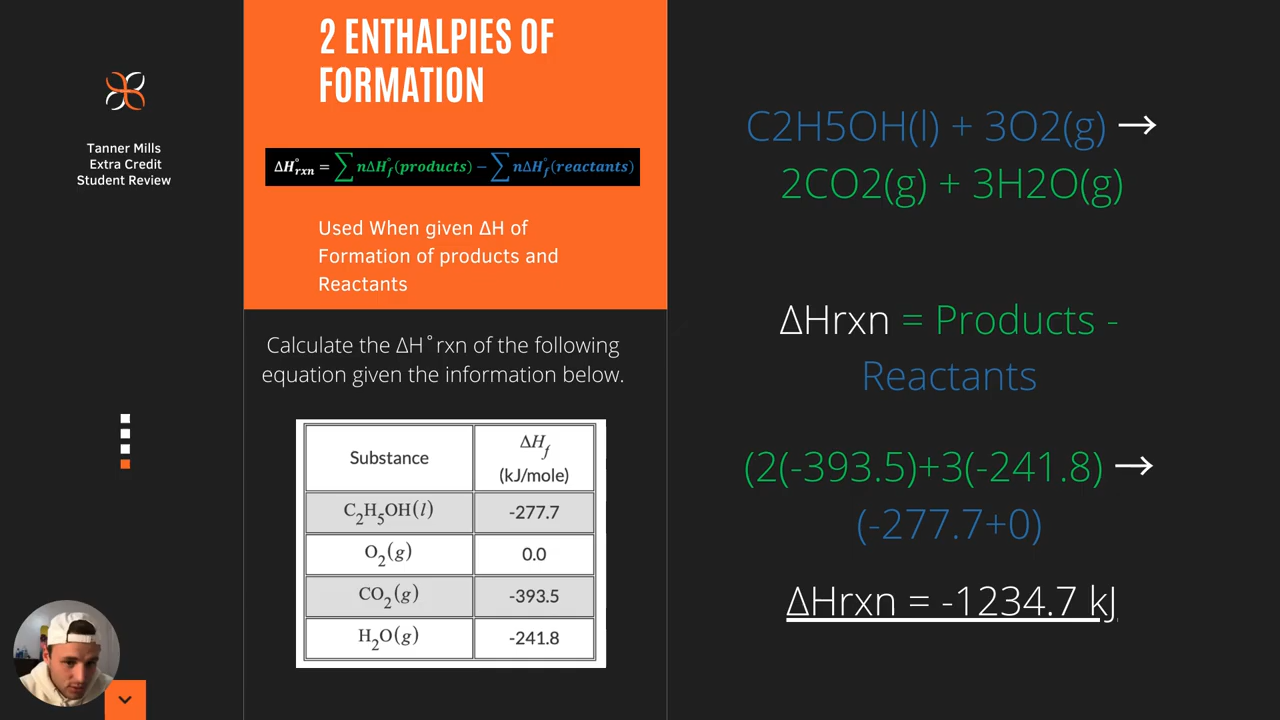 Tanner Mills
Extra Credit
Student Review
2 ENTHALPIES OF
FORMATION
ΔH°rxn = ∑ nΔH°f(products) − ∑ nΔH°f(reactants)
Used When given ΔH of
Formation of products and
Reactants
Calculate the ΔH°rxn of the following
equation given the information below.
Substance ΔHf (kJ/mole)
C₂H₅OH(l) -277.7
O₂(g) 0.0
CO₂(g) -393.5
H₂O(g) -241.8
C2H5OH(l) + 3O2(g) →
2CO2(g) + 3H2O(g)
ΔHrxn = Products -
Reactants
(2(-393.5)+3(-241.8) →
(-277.7+0)
ΔHrxn = -1234.7 kJ